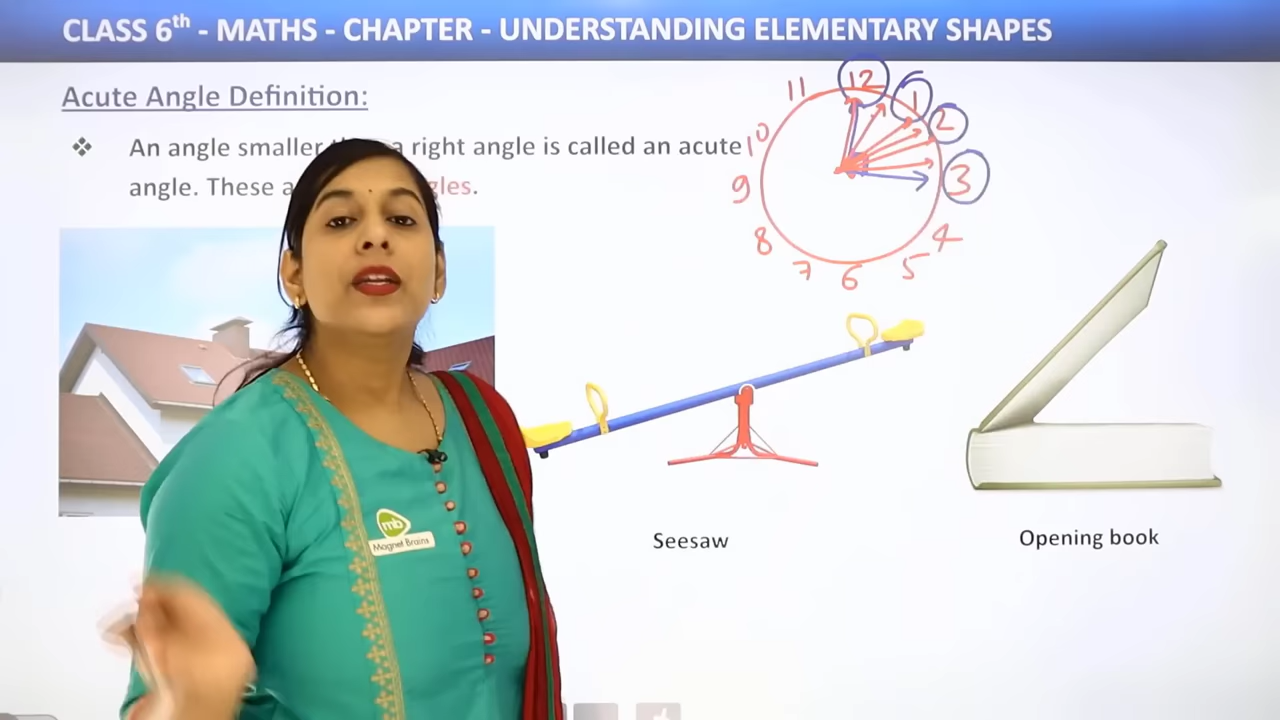 CLASS 6th - MATHS - CHAPTER - UNDERSTANDING ELEMENTARY SHAPES
Acute Angle Definition:
❖ An angle smaller a right angle is called an acute
angle. These a gles.
11 12 1
10 2
9 3
8 4
7 6 5
mb
Magnet Brains
Seesaw
Opening book